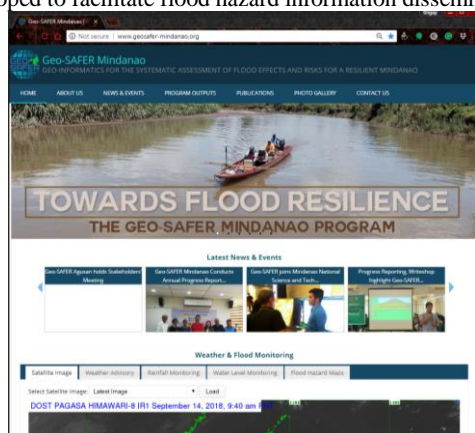 oped to facilitate flood hazard information dissemin
Geo-SAFER Mindanao |
Not secure | www.geosafer-mindanao.org
Geo-SAFER Mindanao
GEO-INFORMATICS FOR THE SYSTEMATIC ASSESSMENT OF FLOOD EFFECTS AND RISKS FOR A RESILIENT MINDANAO
HOME ABOUT US NEWS & EVENTS PROGRAM OUTPUTS PUBLICATIONS PHOTO GALLERY CONTACT US
TOWARDS FLOOD RESILIENCE
THE GEO-SAFER MINDANAO PROGRAM
Latest News & Events
Geo-SAFER Agusan holds Stakeholders' Meeting
Geo-SAFER Mindanao Conducts Annual Progress Report...
Geo-SAFER joins Mindanao National Science and Tech...
Progress Reporting, Writeshop highlight Geo-SAFER...
Weather & Flood Monitoring
Satellite Image Weather Advisory Rainfall Monitoring Water Level Monitoring Flood Hazard Maps
Select Satellite Image: Latest Image Load
DOST PAGASA HIMAWARI-8 IR1 September 14, 2018, 9:40 am